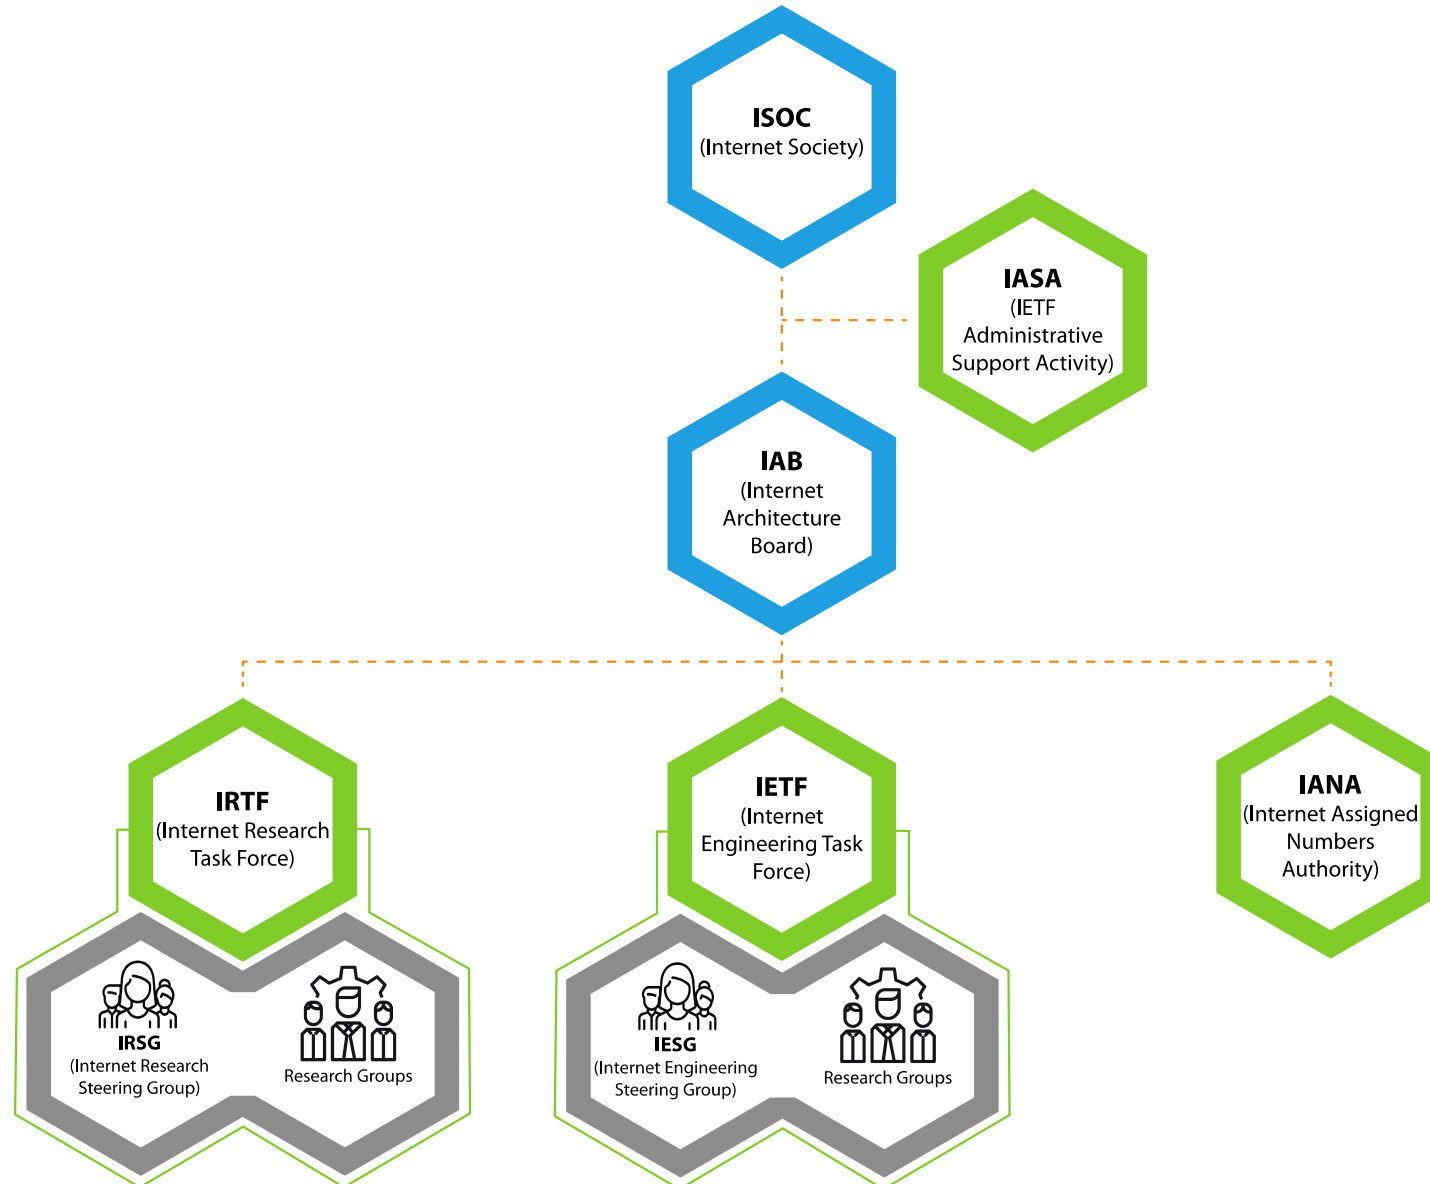 ISOC
(Internet Society)
IASA
(IETF
Administrative
Support Activity)
IAB
(Internet
Architecture
Board)
IRTF
(Internet Research
Task Force)
IETF
(Internet
Engineering Task
Force)
IANA
(Internet Assigned
Numbers
Authority)
IRSG
(Internet Research
Steering Group)
Research Groups
IESG
(Internet Engineering
Steering Group)
Research Groups